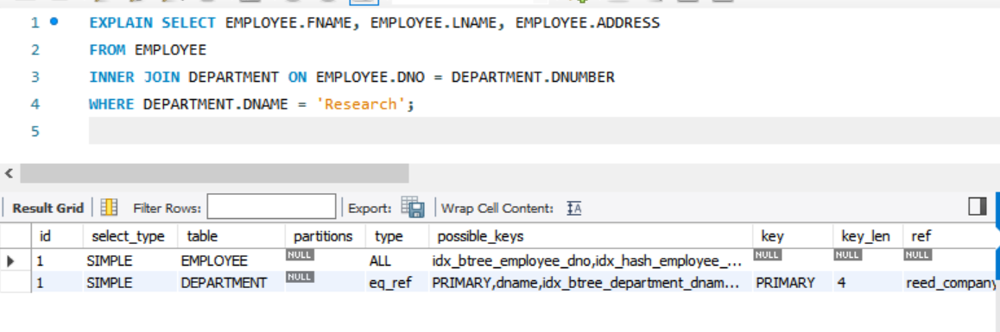 1 EXPLAIN SELECT EMPLOYEE.FNAME, EMPLOYEE.LNAME, EMPLOYEE.ADDRESS
2 FROM EMPLOYEE
3 INNER JOIN DEPARTMENT ON EMPLOYEE.DNO = DEPARTMENT.DNUMBER
4 WHERE DEPARTMENT.DNAME = 'Research';
5
Result Grid Filter Rows: Export: Wrap Cell Content: IA
id select_type table partitions type possible_keys key key_len ref
1 SIMPLE EMPLOYEE NULL ALL idx_btree_employee_dno,idx_hash_employee_... NULL NULL NULL
1 SIMPLE DEPARTMENT NULL eq_ref PRIMARY,dname,idx_btree_department_dnam... PRIMARY 4 reed_company